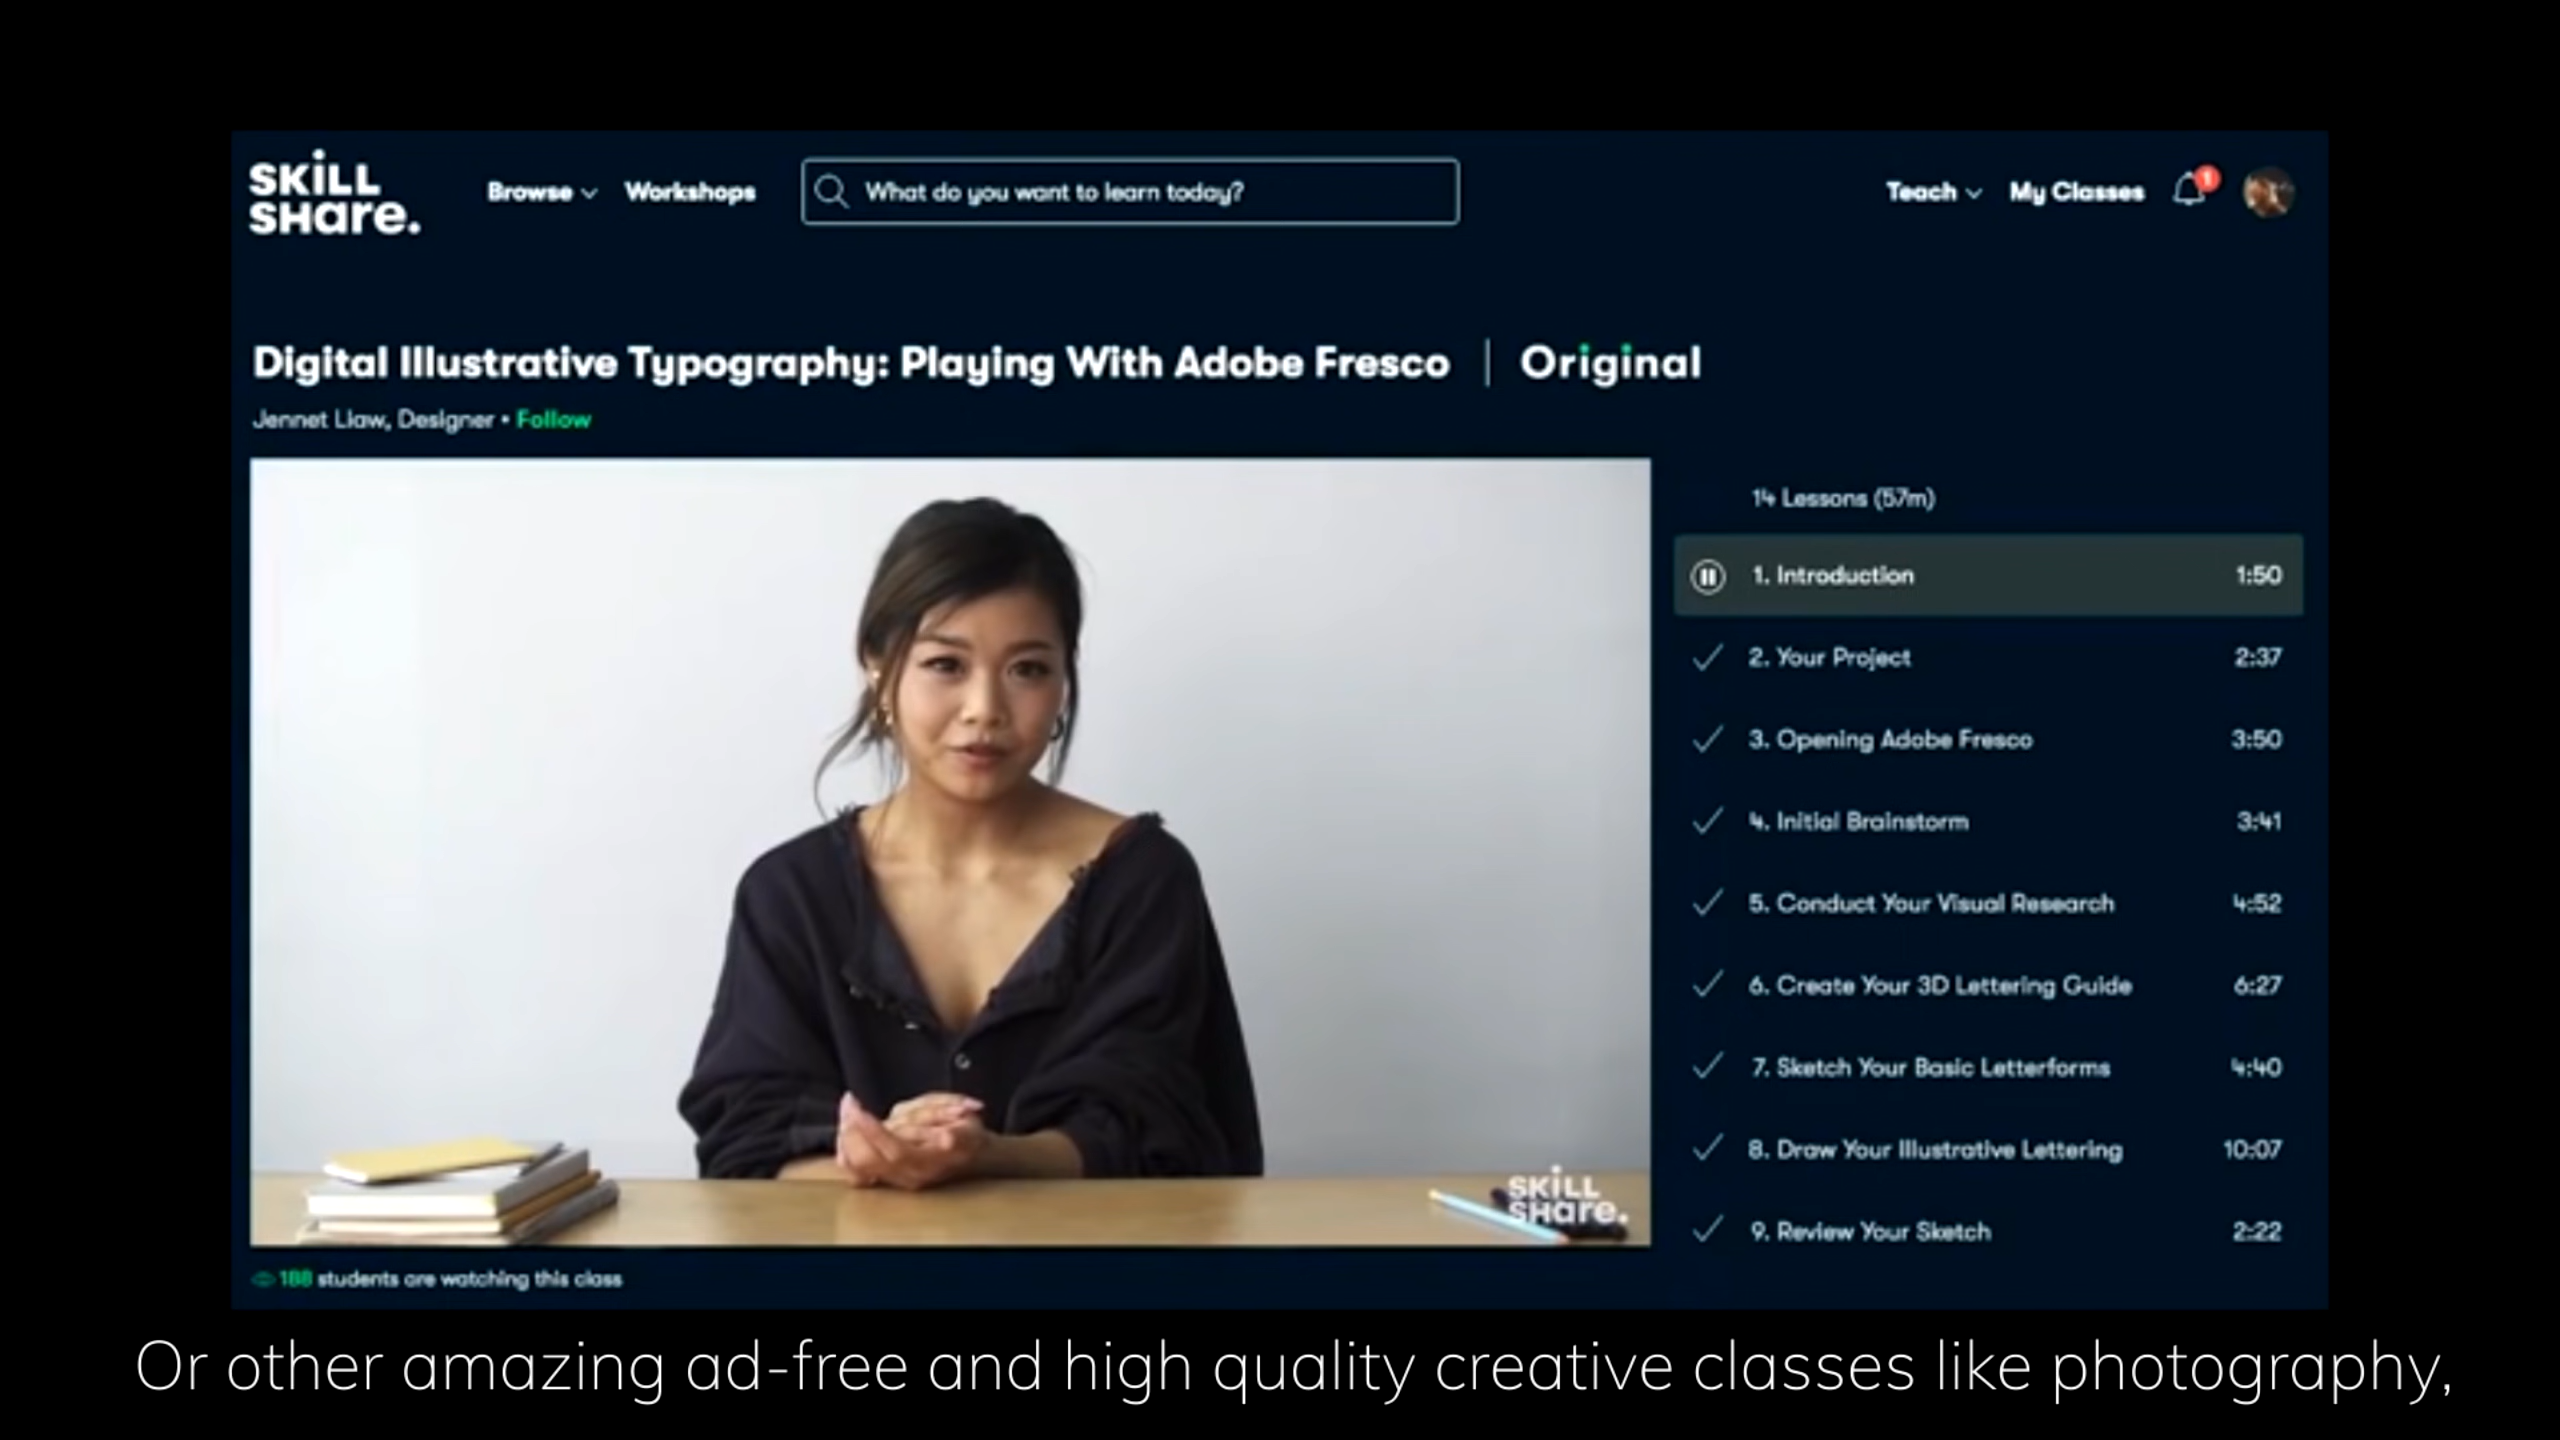 SKiLL
SHare.
Browse
Workshops
What do you want to learn today?
Teach
My Classes
1
Digital Illustrative Typography: Playing With Adobe Fresco | Original
Jennet Liaw, Designer • Follow
14 Lessons (57m)
1. Introduction 1:50
2. Your Project 2:37
3. Opening Adobe Fresco 3:50
4. Initial Brainstorm 3:41
5. Conduct Your Visual Research 4:52
6. Create Your 3D Lettering Guide 6:27
7. Sketch Your Basic Letterforms 4:40
8. Draw Your Illustrative Lettering 10:07
9. Review Your Sketch 2:22
SKiLL
SHare.
188 students are watching this class
Or other amazing ad-free and high quality creative classes like photography,